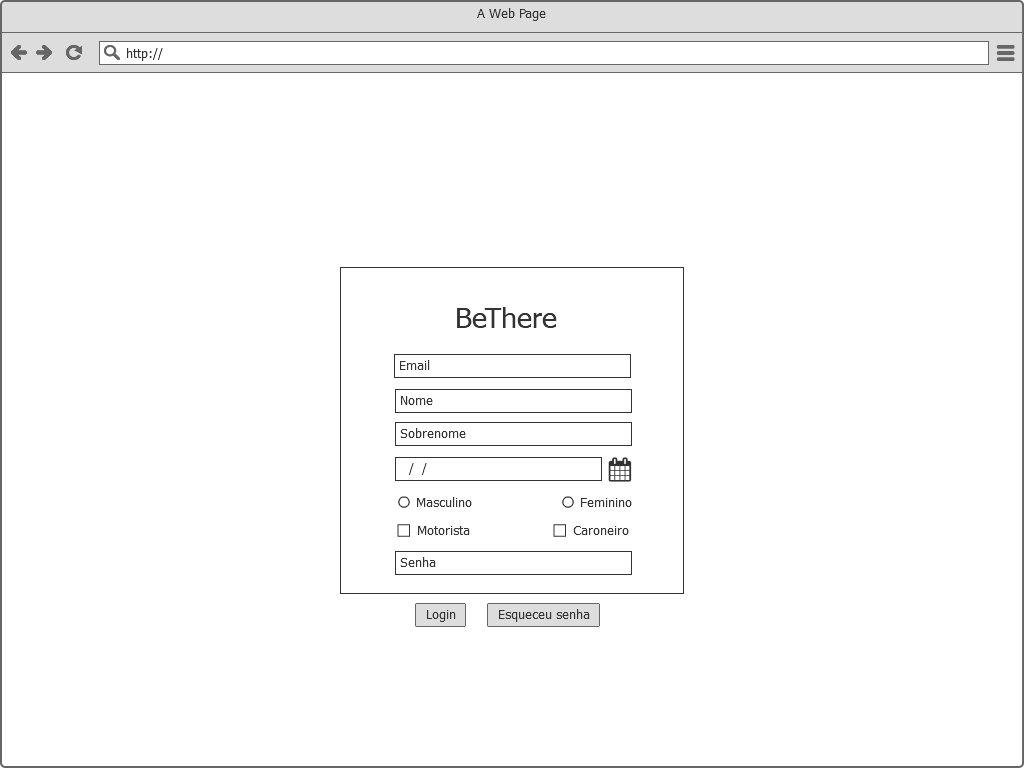 A Web Page
http://
BeThere
Email
Nome
Sobrenome
/ /
Masculino Feminino
Motorista Caroneiro
Senha
Login Esqueceu senha